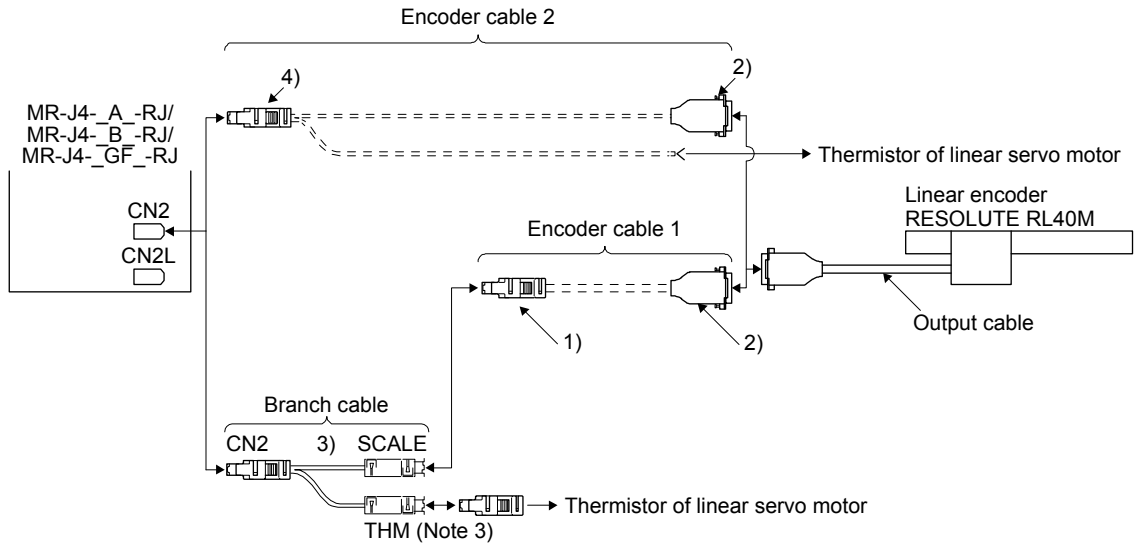 Encoder cable 2
4)
2)
MR-J4-_A_-RJ/
MR-J4-_B_-RJ/
MR-J4-_GF_-RJ
Thermistor of linear servo motor
CN2
CN2L
Linear encoder
RESOLUTE RL40M
Encoder cable 1
1)
2)
Output cable
Branch cable
CN2 3) SCALE
Thermistor of linear servo motor
THM (Note 3)